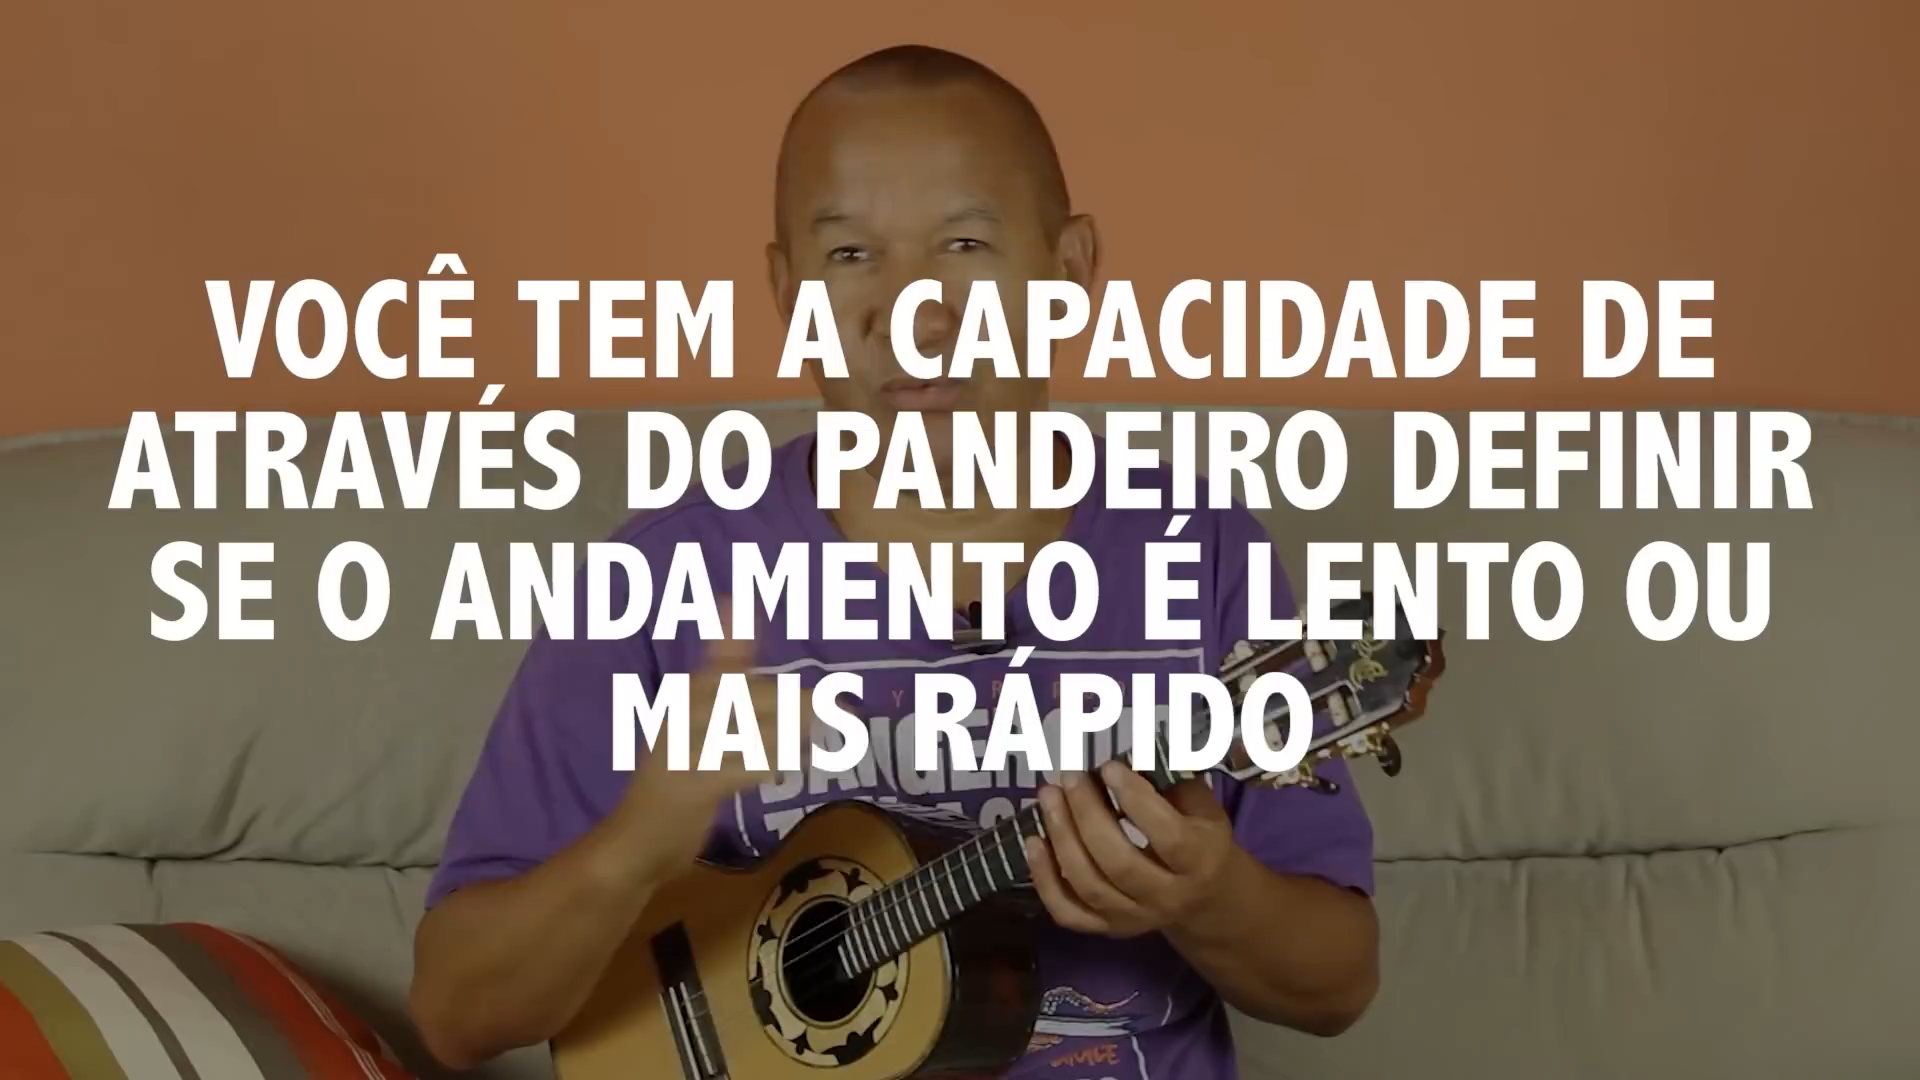 VOCÊ TEM A CAPACIDADE DE
ATRAVÉS DO PANDEIRO DEFINIR
SE O ANDAMENTO É LENTO OU
MAIS RÁPIDO